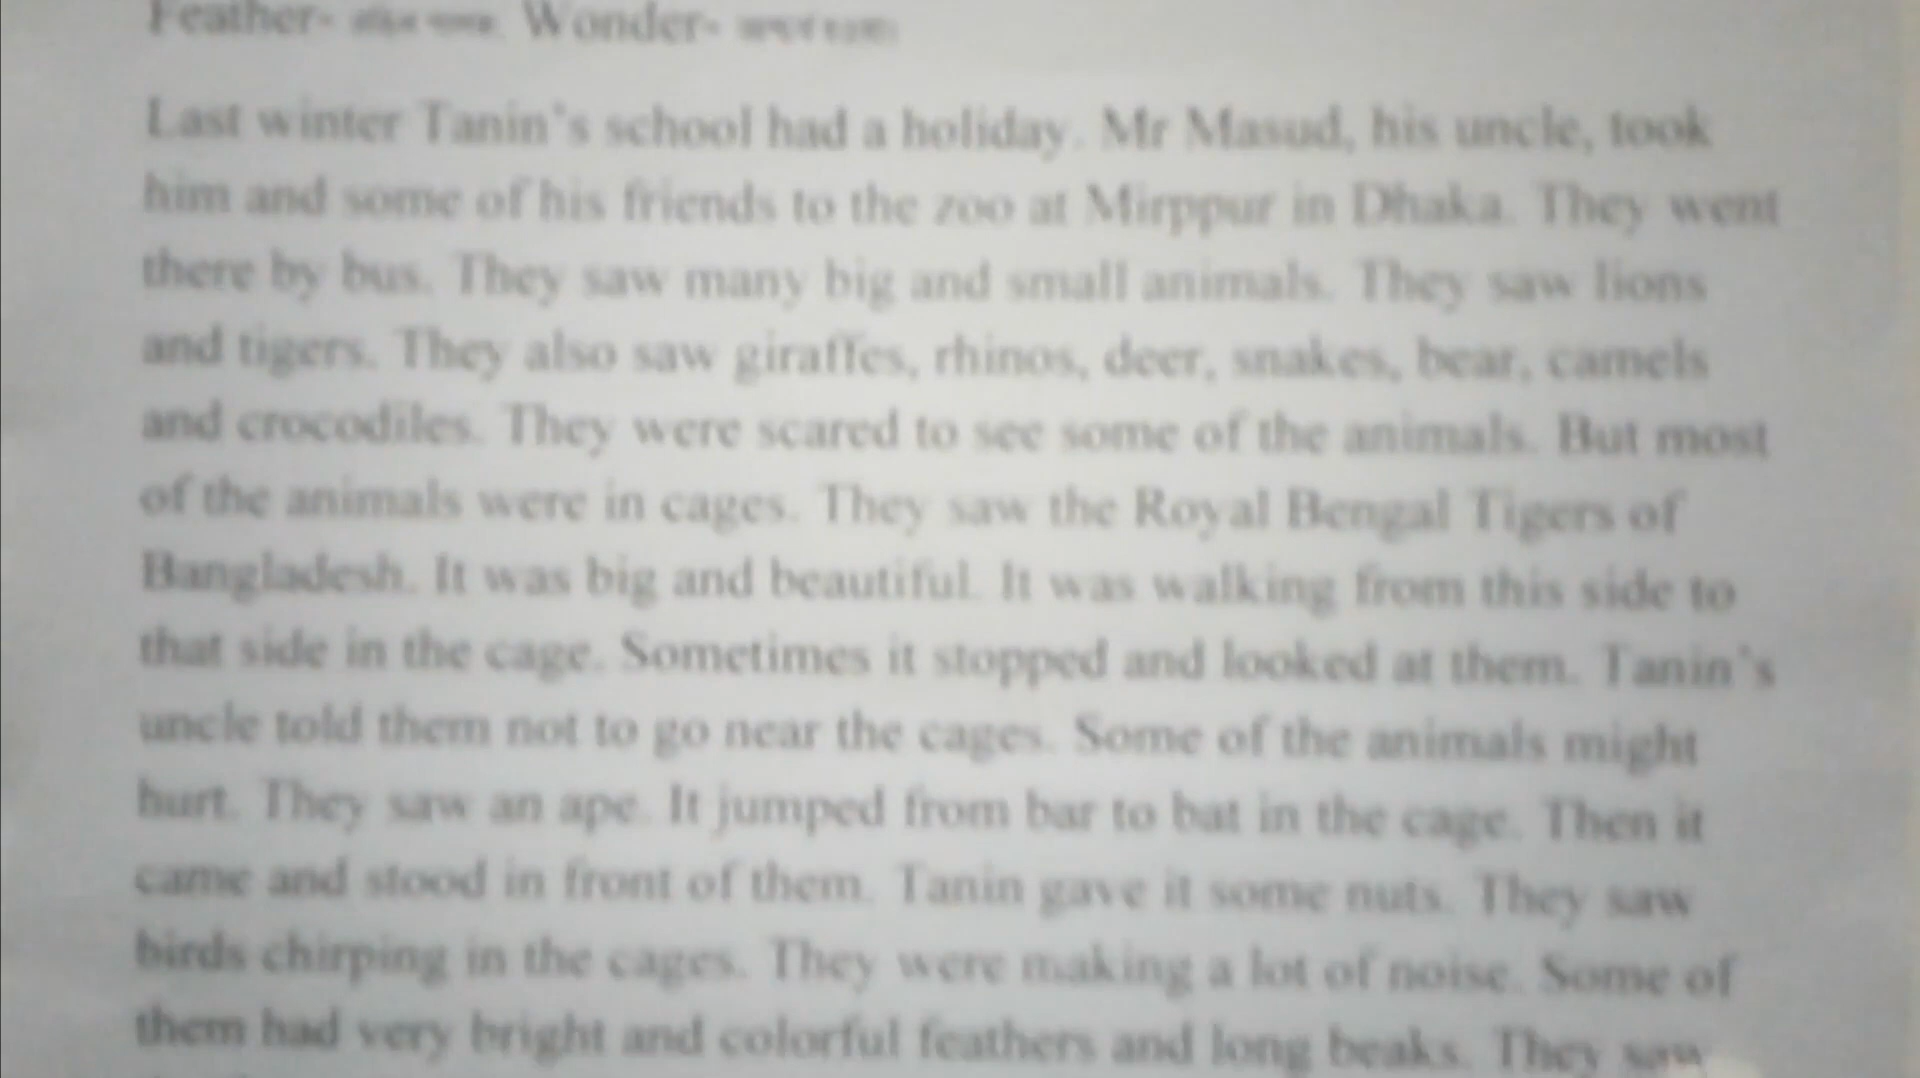 Feather- Wonder-
Last winter Tanin's school had a holiday. Mr Masud, his uncle, took
him and some of his friends to the zoo at Mirppur in Dhaka. They went
there by bus. They saw many big and small animals. They saw lions
and tigers. They also saw giraffes, rhinos, deer, snakes, bear, camels
and crocodiles. They were scared to see some of the animals. But most
of the animals were in cages. They saw the Royal Bengal Tigers of
Bangladesh. It was big and beautiful. It was walking from this side to
that side in the cage. Sometimes it stopped and looked at them. Tanin's
uncle told them not to go near the cages. Some of the animals might
hurt. They saw an ape. It jumped from bar to bat in the cage. Then it
came and stood in front of them. Tanin gave it some nuts. They saw
birds chirping in the cages. They were making a lot of noise. Some of
them had very bright and colorful feathers and long beaks. They saw